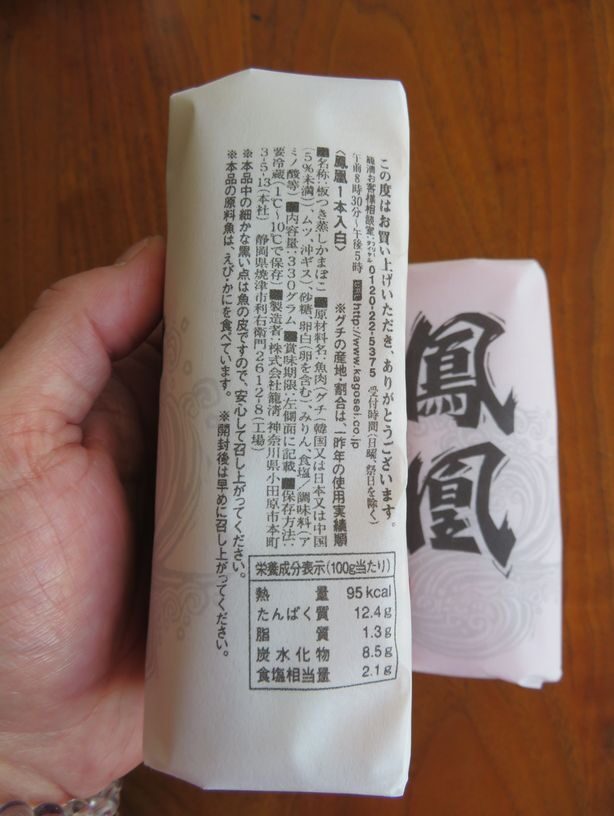 この度はお買い上げいただき、ありがとうございます。
籠清お客様相談室:フリーダイヤル 0120-22-5375 受付時間(日曜、祭日を除く)
午前8時30分〜午後5時 URL http://www.kagosei.co.jp
〈鳳凰1本入白〉 ※グチの産地・割合は、一昨年の使用実績順
■名称:板つき蒸しかまぼこ■原材料名:魚肉(グチ(韓国又は日本又は中国
(5%未満))、ムツ、沖ギス)、砂糖、卵白(卵を含む)、みりん、食塩/調味料(ア
ミノ酸等)■内容量:330グラム■賞味期限:左側面に記載■保存方法:
要冷蔵(1℃〜10℃で保存)■製造者:株式会社籠清 神奈川県小田原市本町
3-5-13(本社) 静岡県焼津市利右衛門2612-8(工場)
※本品中の細かな黒い点は魚の皮ですので、安心して召し上がってください。
※本品の原料魚は、えび・かにを食べています。 ※開封後は早めに召し上がってください。
栄養成分表示(100g当たり)
熱量 95kcal
たんぱく質 12.4g
脂質 1.3g
炭水化物 8.5g
食塩相当量 2.1g
鳳凰